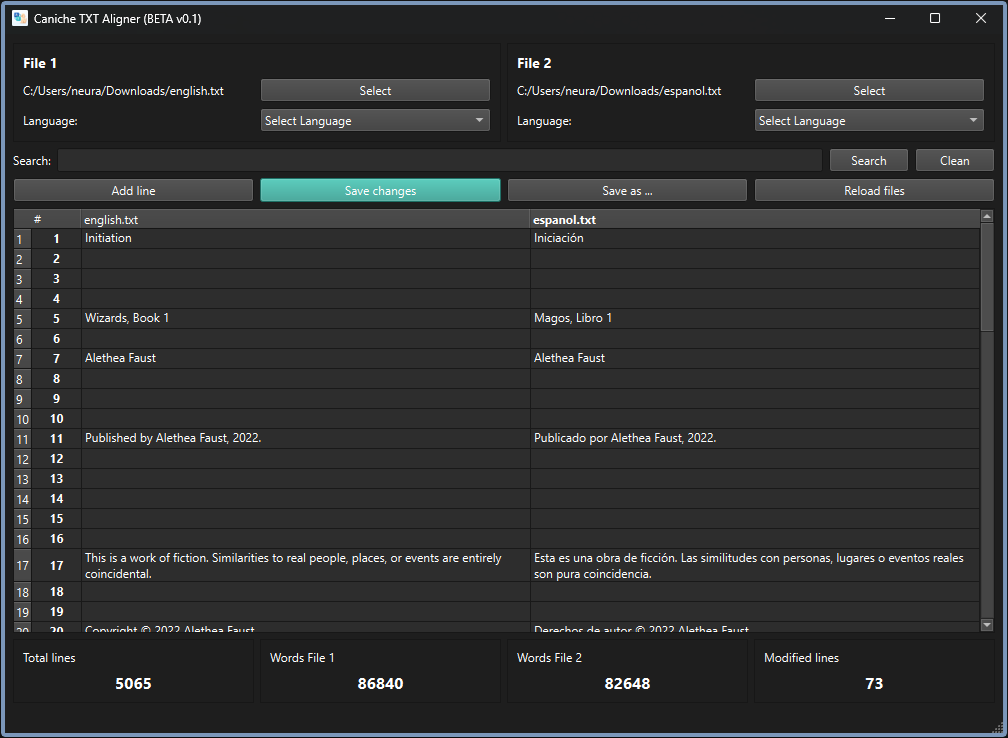 Caniche TXT Aligner (BETA v0.1)
File 1
C:/Users/neura/Downloads/english.txt
Select
Language:
Select Language
File 2
C:/Users/neura/Downloads/espanol.txt
Select
Language:
Select Language
Search:
Search
Clean
Add line
Save changes
Save as ...
Reload files
# english.txt espanol.txt
1 1 Initiation Iniciación
2 2
3 3
4 4
5 5 Wizards, Book 1 Magos, Libro 1
6 6
7 7 Alethea Faust Alethea Faust
8 8
9 9
10 10
11 11 Published by Alethea Faust, 2022. Publicado por Alethea Faust, 2022.
12 12
13 13
14 14
15 15
16 16
17 17 This is a work of fiction. Similarities to real people, places, or events are entirely
coincidental.
Esta es una obra de ficción. Las similitudes con personas, lugares o eventos reales
son pura coincidencia.
18 18
19 19
20 20 Copyright © 2022 Alethea Faust Derechos de autor © 2022 Alethea Faust
Total lines
5065
Words File 1
86840
Words File 2
82648
Modified lines
73